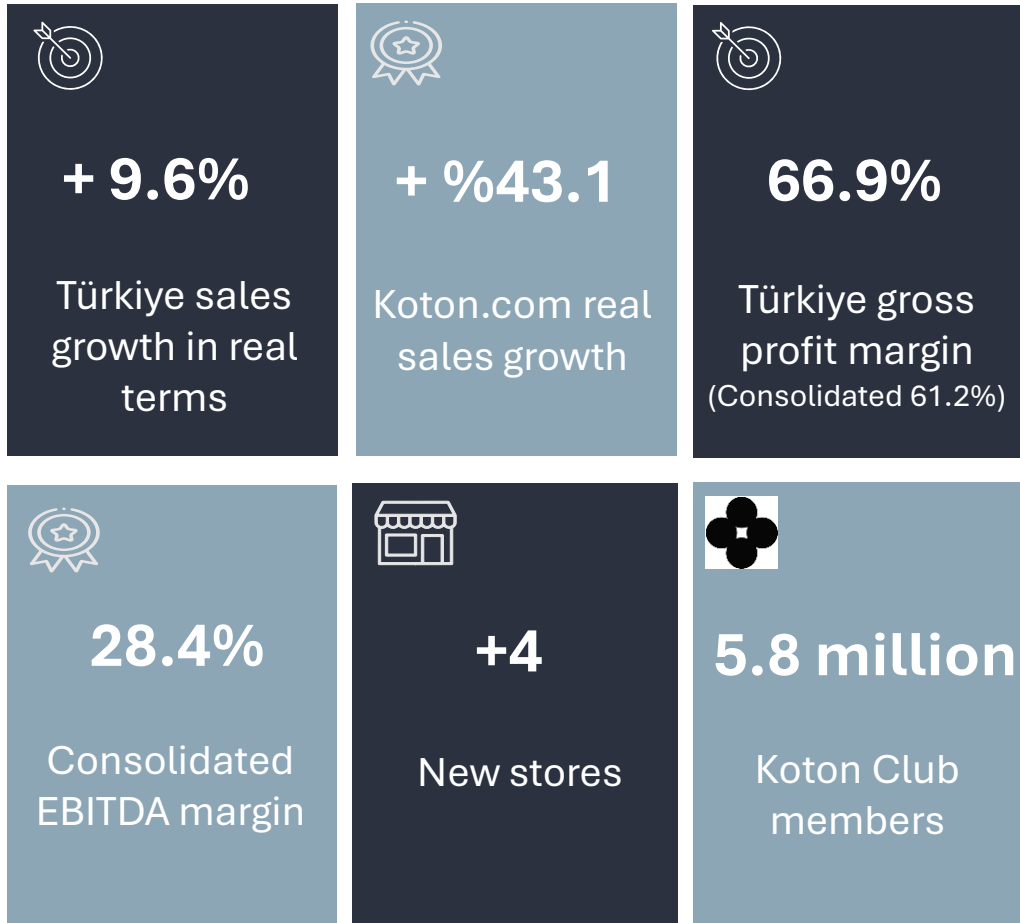 + 9.6%
Türkiye sales
growth in real
terms
+ %43.1
Koton.com real
sales growth
66.9%
Türkiye gross
profit margin
(Consolidated 61.2%)
28.4%
Consolidated
EBITDA margin
+4
New stores
5.8 million
Koton Club
members